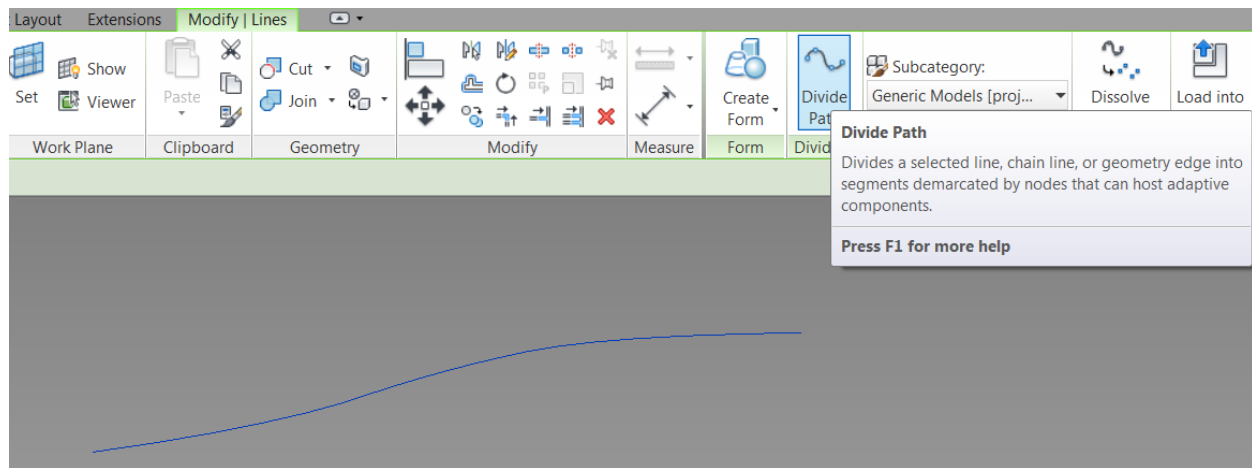 Layout Extensions Modify | Lines
Show
Set
Viewer
Paste
Cut
Join
Create
Form
Divide
Subcategory:
Generic Models [proj...
Dissolve
Load into
Work Plane
Clipboard
Geometry
Modify
Measure
Form
Divide Path
Divides a selected line, chain line, or geometry edge into
segments demarcated by nodes that can host adaptive
components.
Press F1 for more help